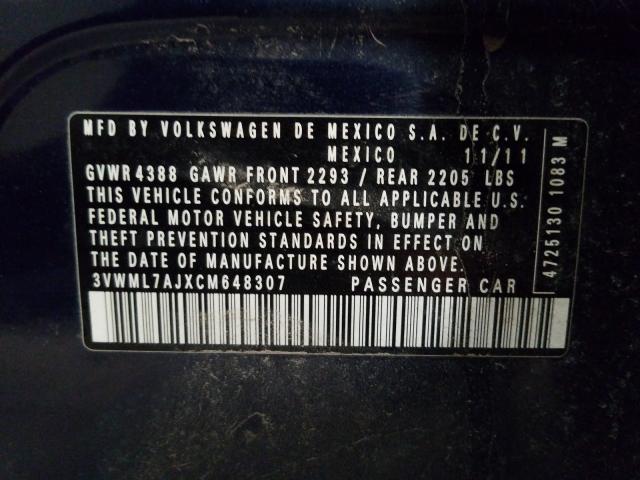 MFD BY VOLKSWAGEN DE MEXICO S.A. DE C.V.
MEXICO 11/11
GVWR 4388 GAWR FRONT 2293 / REAR 2205 LBS
THIS VEHICLE CONFORMS TO ALL APPLICABLE U.S.
FEDERAL MOTOR VEHICLE SAFETY, BUMPER AND
THEFT PREVENTION STANDARDS IN EFFECT ON
THE DATE OF MANUFACTURE SHOWN ABOVE.
3VWML7AJXCM648307 PASSENGER CAR
4725130 1083 M